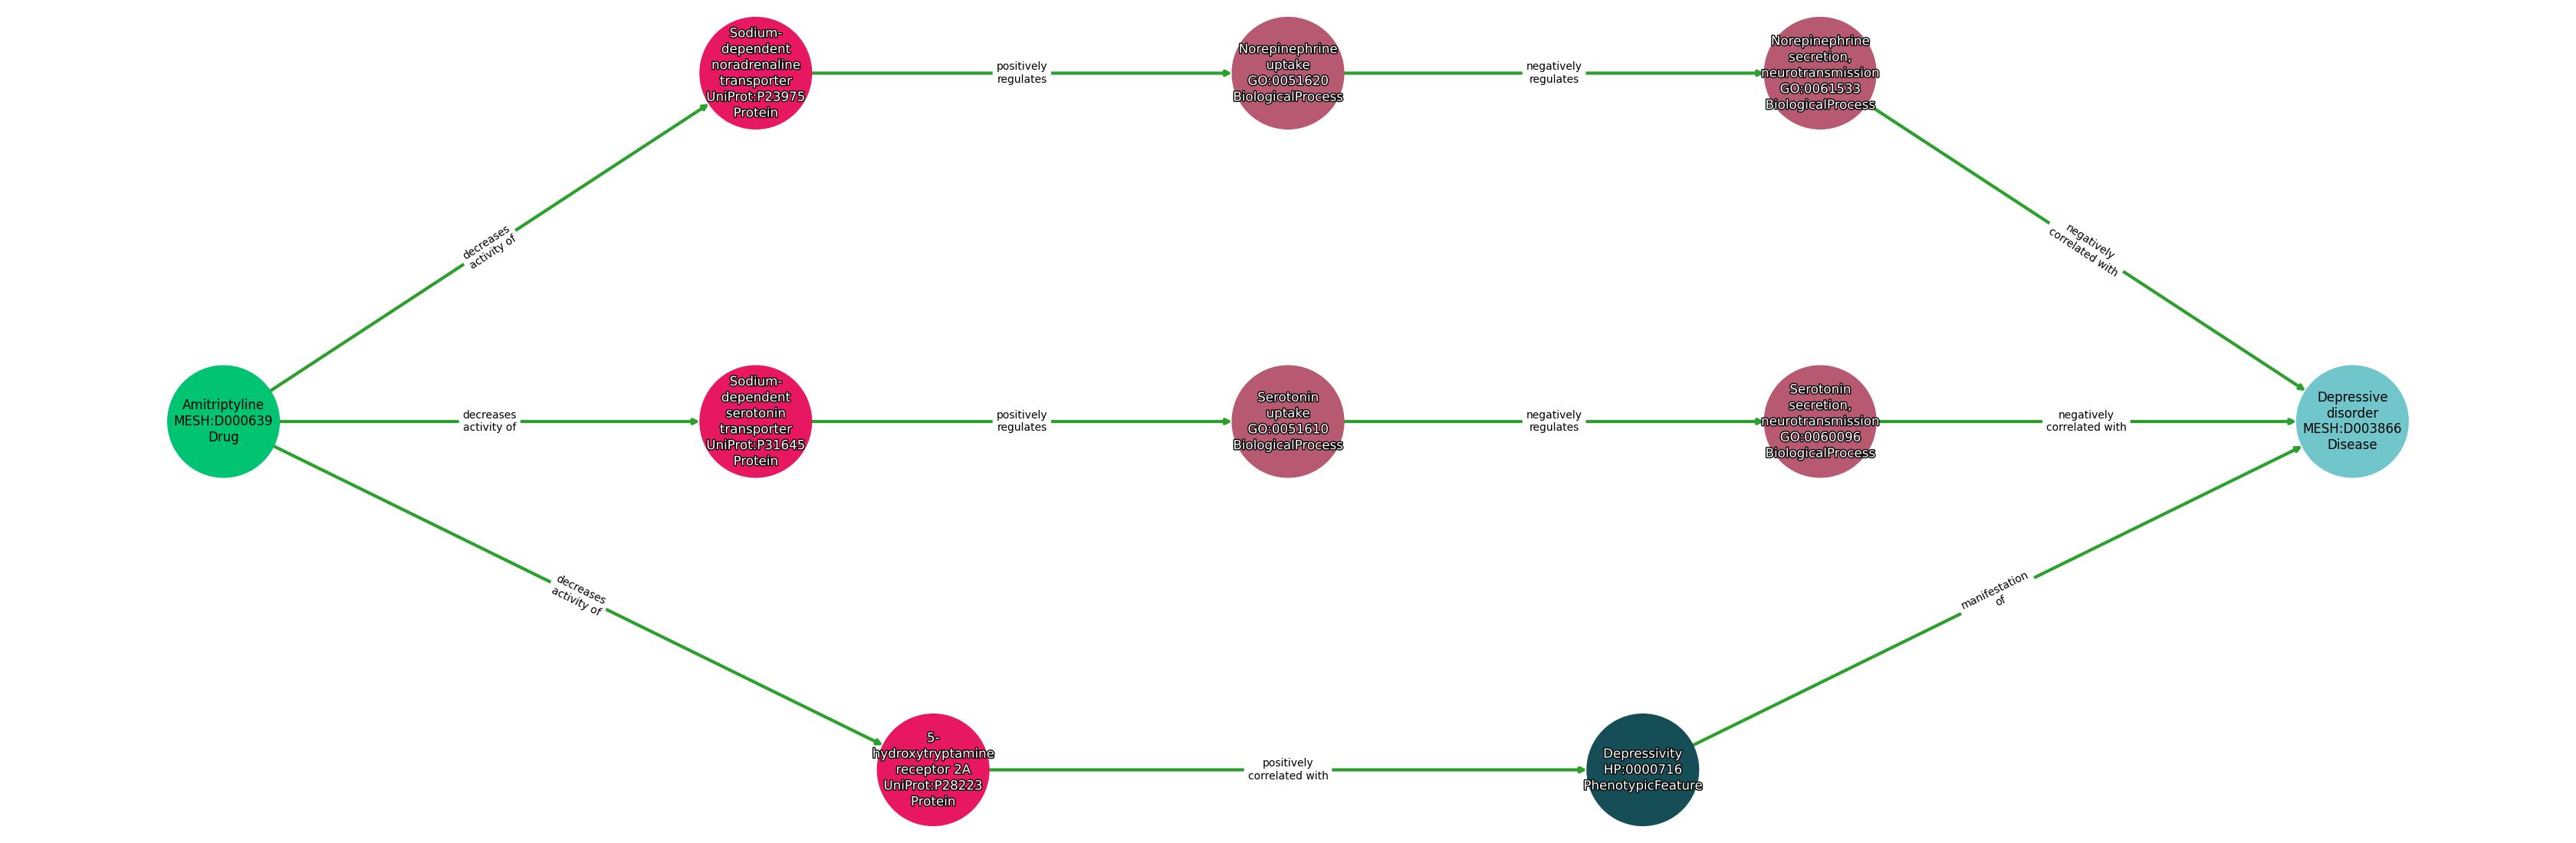 Sodium-
dependent
noradrenaline
transporter
UniProt:P23975
Protein
positively
regulates
Norepinephrine
uptake
GO:0051620
BiologicalProcess
negatively
regulates
Norepinephrine
secretion,
neurotransmission
GO:0061533
BiologicalProcess
decreases
activity of
negatively
correlated with
Amitriptyline
MESH:D000639
Drug
decreases
activity of
Sodium-
dependent
serotonin
transporter
UniProt:P31645
Protein
positively
regulates
Serotonin
uptake
GO:0051610
BiologicalProcess
negatively
regulates
Serotonin
secretion,
neurotransmission
GO:0060096
BiologicalProcess
negatively
correlated with
Depressive
disorder
MESH:D003866
Disease
decreases
activity of
manifestation
of
5-
hydroxytryptamine
receptor 2A
UniProt:P28223
Protein
positively
correlated with
Depressivity
HP:0000716
PhenotypicFeature